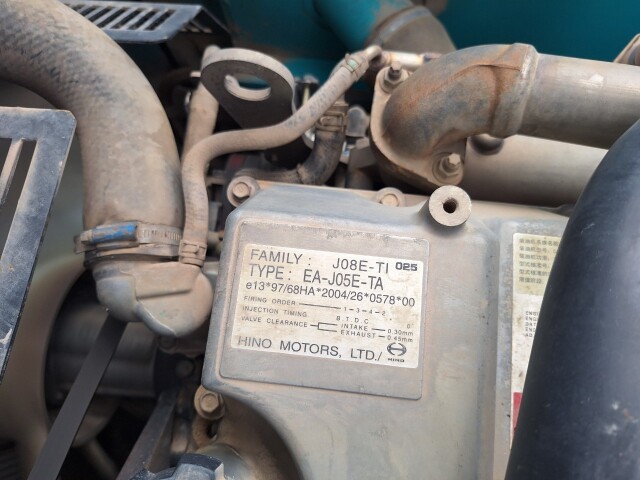 FAMILY : J08E-TI 025
TYPE : EA-J05E-TA
e13*97/68HA*2004/26*0578*00
FIRING ORDER 1-3-4-2
INJECTION TIMING B.T.D.C 0°
VALVE CLEARANCE INTAKE 0.30mm
EXHAUST 0.45mm
HINO MOTORS, LTD./
HINO